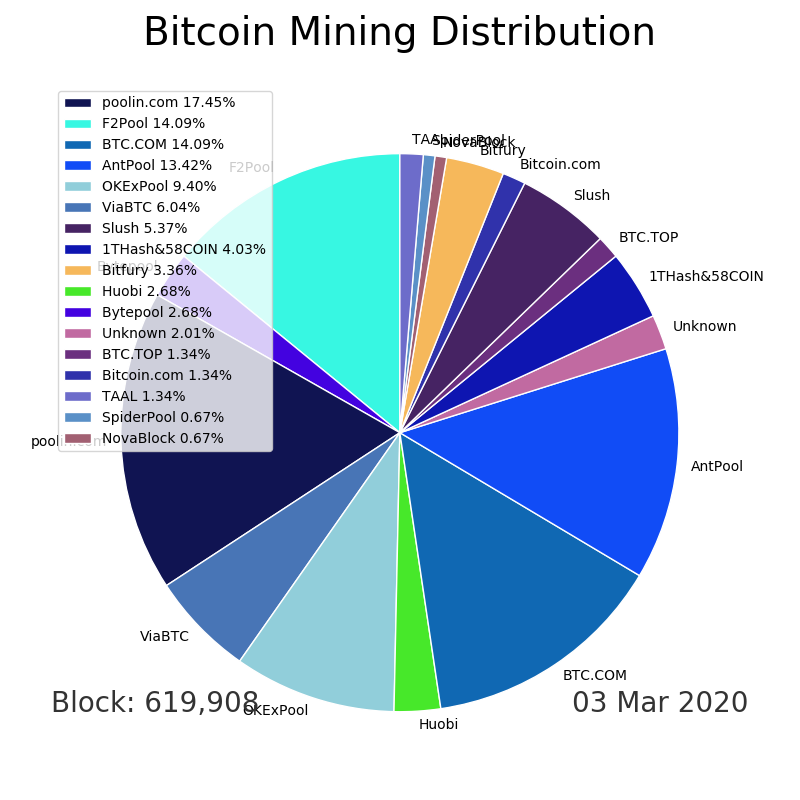 Bitcoin Mining Distribution
poolin.com 17.45%
F2Pool 14.09%
BTC.COM 14.09%
AntPool 13.42%
OKExPool 9.40%
ViaBTC 6.04%
Slush 5.37%
1THash&58COIN 4.03%
Bitfury 3.36%
Huobi 2.68%
Bytepool 2.68%
Unknown 2.01%
BTC.TOP 1.34%
Bitcoin.com 1.34%
TAAL 1.34%
SpiderPool 0.67%
NovaBlock 0.67%
TAAL
SpiderPool
NovaBlock
Bitfury
Bitcoin.com
Slush
BTC.TOP
1THash&58COIN
Unknown
AntPool
BTC.COM
Huobi
OKExPool
ViaBTC
poolin.com
Bytepool
F2Pool
Block: 619,908
03 Mar 2020